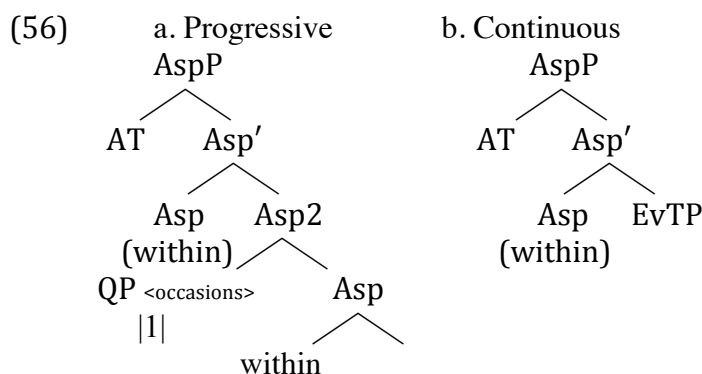 (56) a. Progressive b. Continuous
AspP AspP
AT Asp′ AT Asp′
Asp Asp2 Asp EvTP
(within) (within)
QP <occasions> Asp
|1|
within